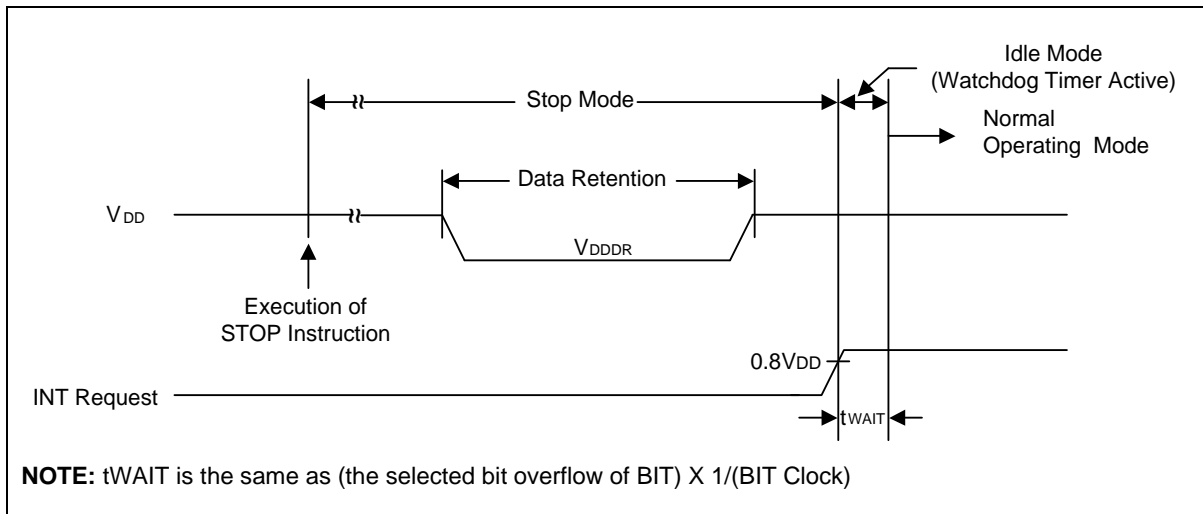 Idle Mode
(Watchdog Timer Active)
Stop Mode
Normal
Operating Mode
Data Retention
VDD
VDDDR
Execution of
STOP Instruction
0.8VDD
INT Request
tWAIT
NOTE: tWAIT is the same as (the selected bit overflow of BIT) X 1/(BIT Clock)